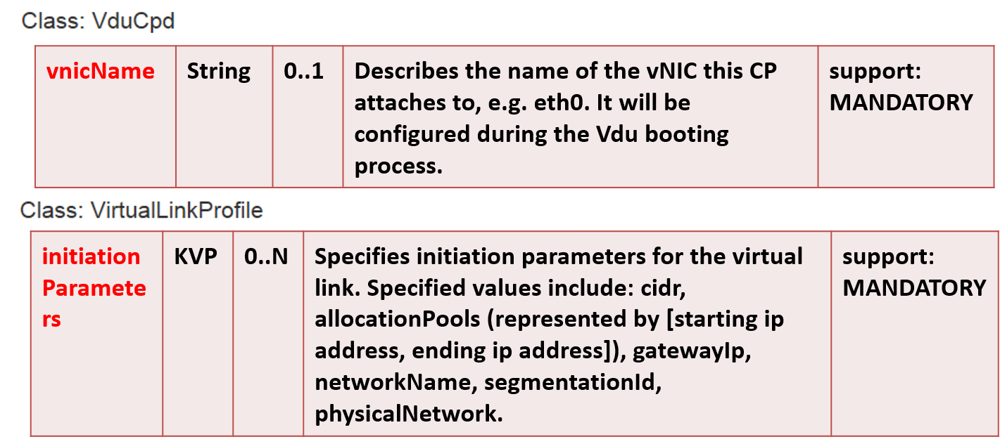 Class: VduCpd
vnicName
String
0..1
Describes the name of the vNIC this CP
attaches to, e.g. eth0. It will be
configured during the Vdu booting
process.
support:
MANDATORY
Class: VirtualLinkProfile
initiation
Paramete
rs
KVP
0..N
Specifies initiation parameters for the virtual
link. Specified values include: cidr,
allocationPools (represented by [starting ip
address, ending ip address]), gatewayIp,
networkName, segmentationId,
physicalNetwork.
support:
MANDATORY